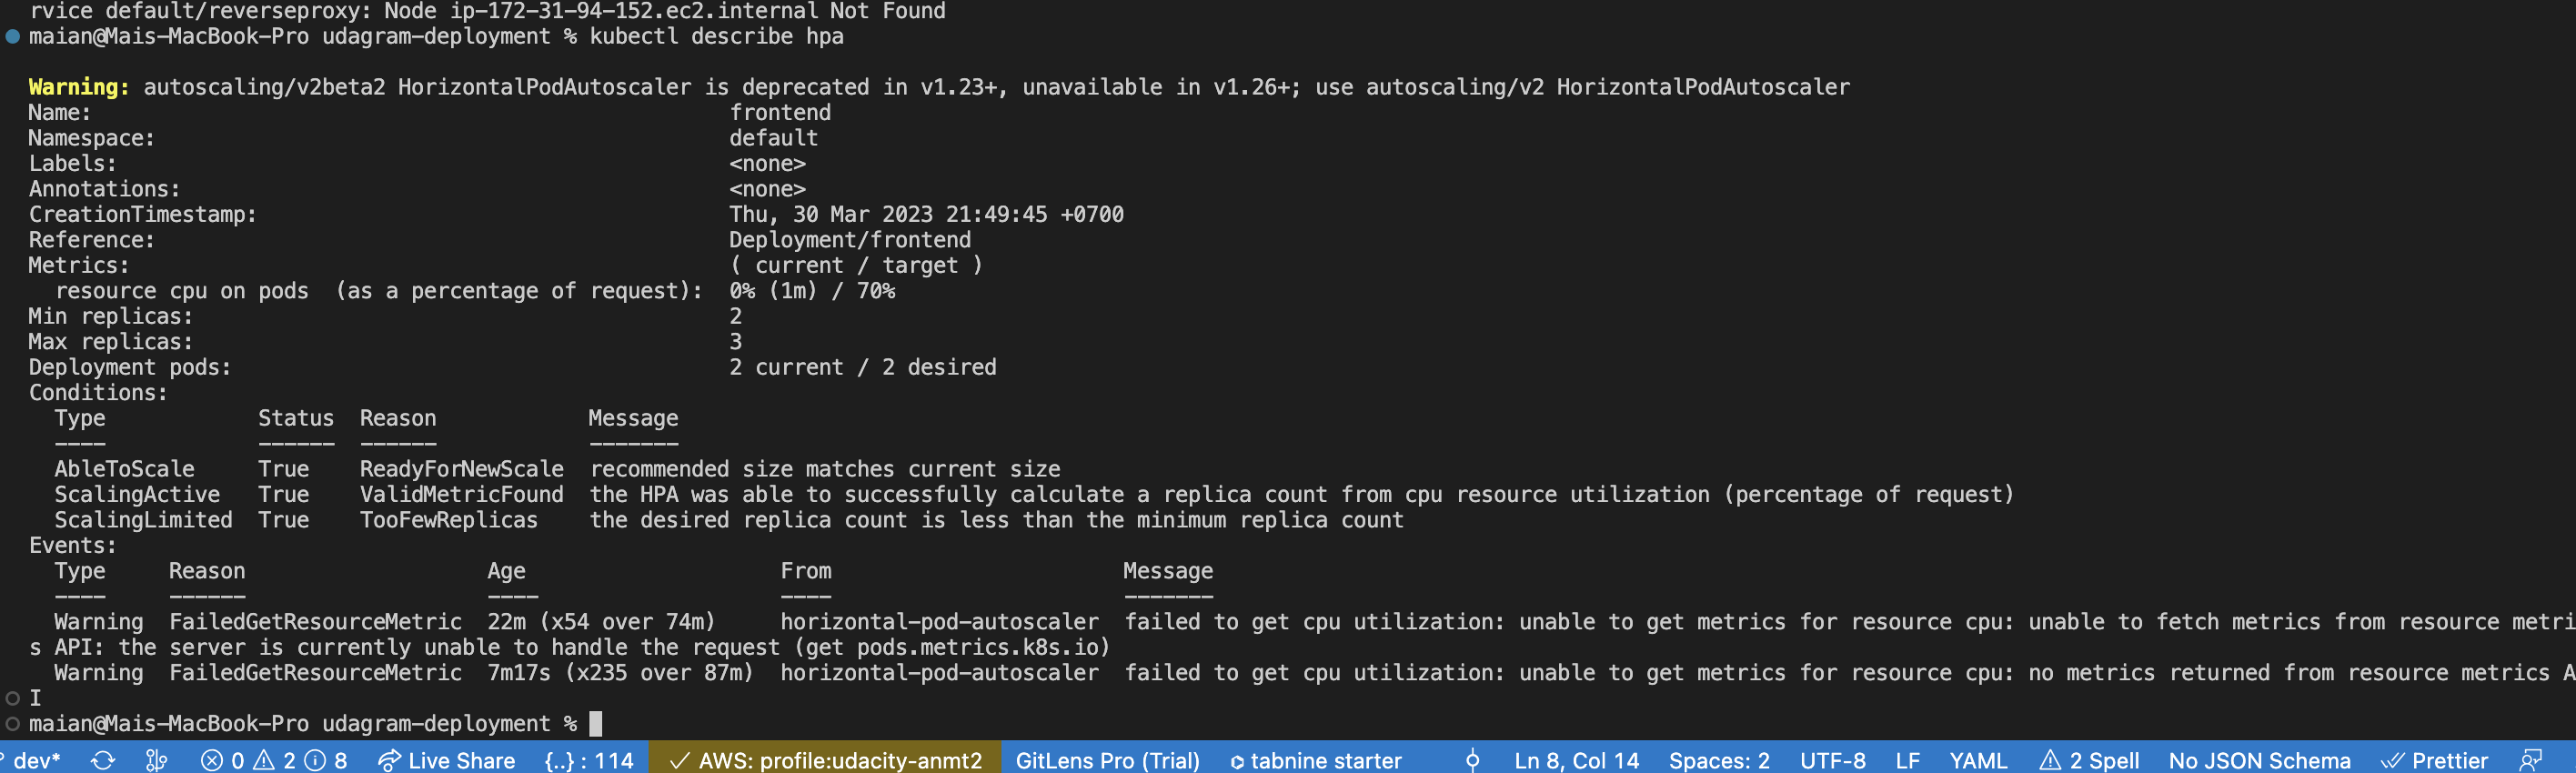 rvice default/reverseproxy: Node ip-172-31-94-152.ec2.internal Not Found
maian@Mais-MacBook-Pro udagram-deployment % kubectl describe hpa
Warning: autoscaling/v2beta2 HorizontalPodAutoscaler is deprecated in v1.23+, unavailable in v1.26+; use autoscaling/v2 HorizontalPodAutoscaler
Name: frontend
Namespace: default
Labels: <none>
Annotations: <none>
CreationTimestamp: Thu, 30 Mar 2023 21:49:45 +0700
Reference: Deployment/frontend
Metrics: ( current / target )
resource cpu on pods (as a percentage of request): 0% (1m) / 70%
Min replicas: 2
Max replicas: 3
Deployment pods: 2 current / 2 desired
Conditions:
Type Status Reason Message
---- ------ ------ -------
AbleToScale True ReadyForNewScale recommended size matches current size
ScalingActive True ValidMetricFound the HPA was able to successfully calculate a replica count from cpu resource utilization (percentage of request)
ScalingLimited True TooFewReplicas the desired replica count is less than the minimum replica count
Events:
Type Reason Age From Message
---- ------ ---- ---- -------
Warning FailedGetResourceMetric 22m (x54 over 74m) horizontal-pod-autoscaler failed to get cpu utilization: unable to get metrics for resource cpu: unable to fetch metrics from resource metri
s API: the server is currently unable to handle the request (get pods.metrics.k8s.io)
Warning FailedGetResourceMetric 7m17s (x235 over 87m) horizontal-pod-autoscaler failed to get cpu utilization: unable to get metrics for resource cpu: no metrics returned from resource metrics A
I
maian@Mais-MacBook-Pro udagram-deployment %
dev* 0 2 8 Live Share {..} : 114 AWS: profile:udacity-anmt2 GitLens Pro (Trial) tabnine starter Ln 8, Col 14 Spaces: 2 UTF-8 LF YAML 2 Spell No JSON Schema Prettier